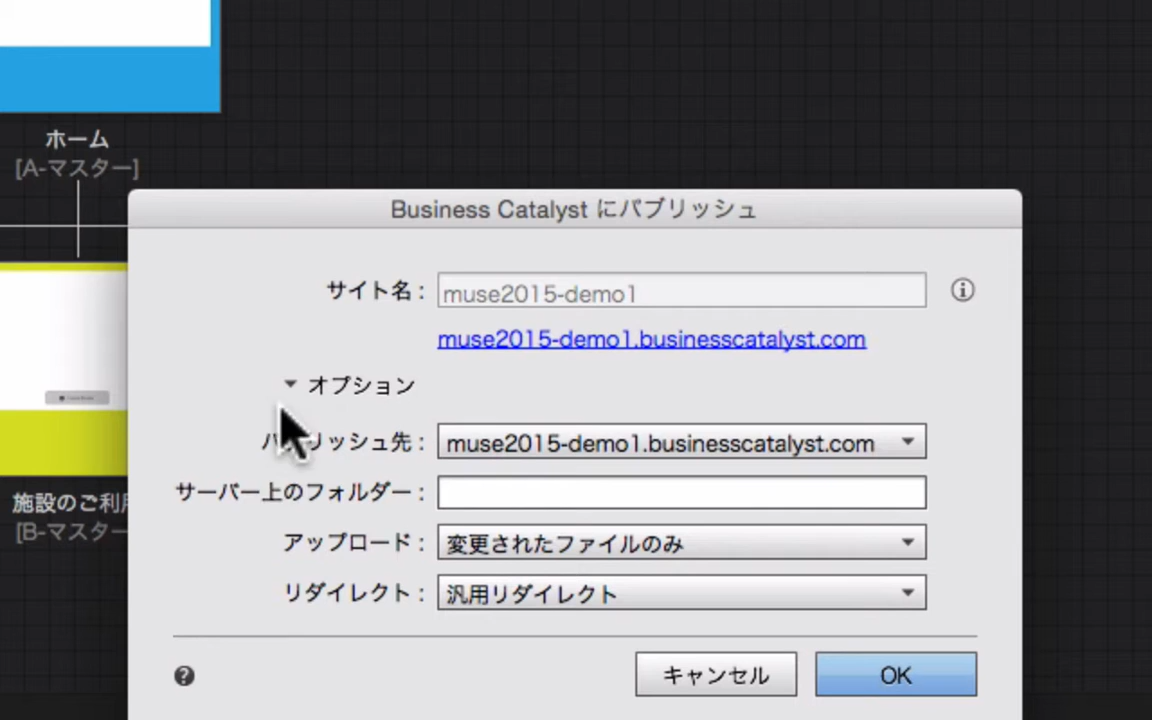 ホーム
[A-マスター]
Business Catalyst にパブリッシュ
サイト名： muse2015-demo1
muse2015-demo1.businesscatalyst.com
オプション
リッシュ先： muse2015-demo1.businesscatalyst.com
サーバー上のフォルダー：
アップロード： 変更されたファイルのみ
リダイレクト： 汎用リダイレクト
施設のご利
[B-マスター
キャンセル OK